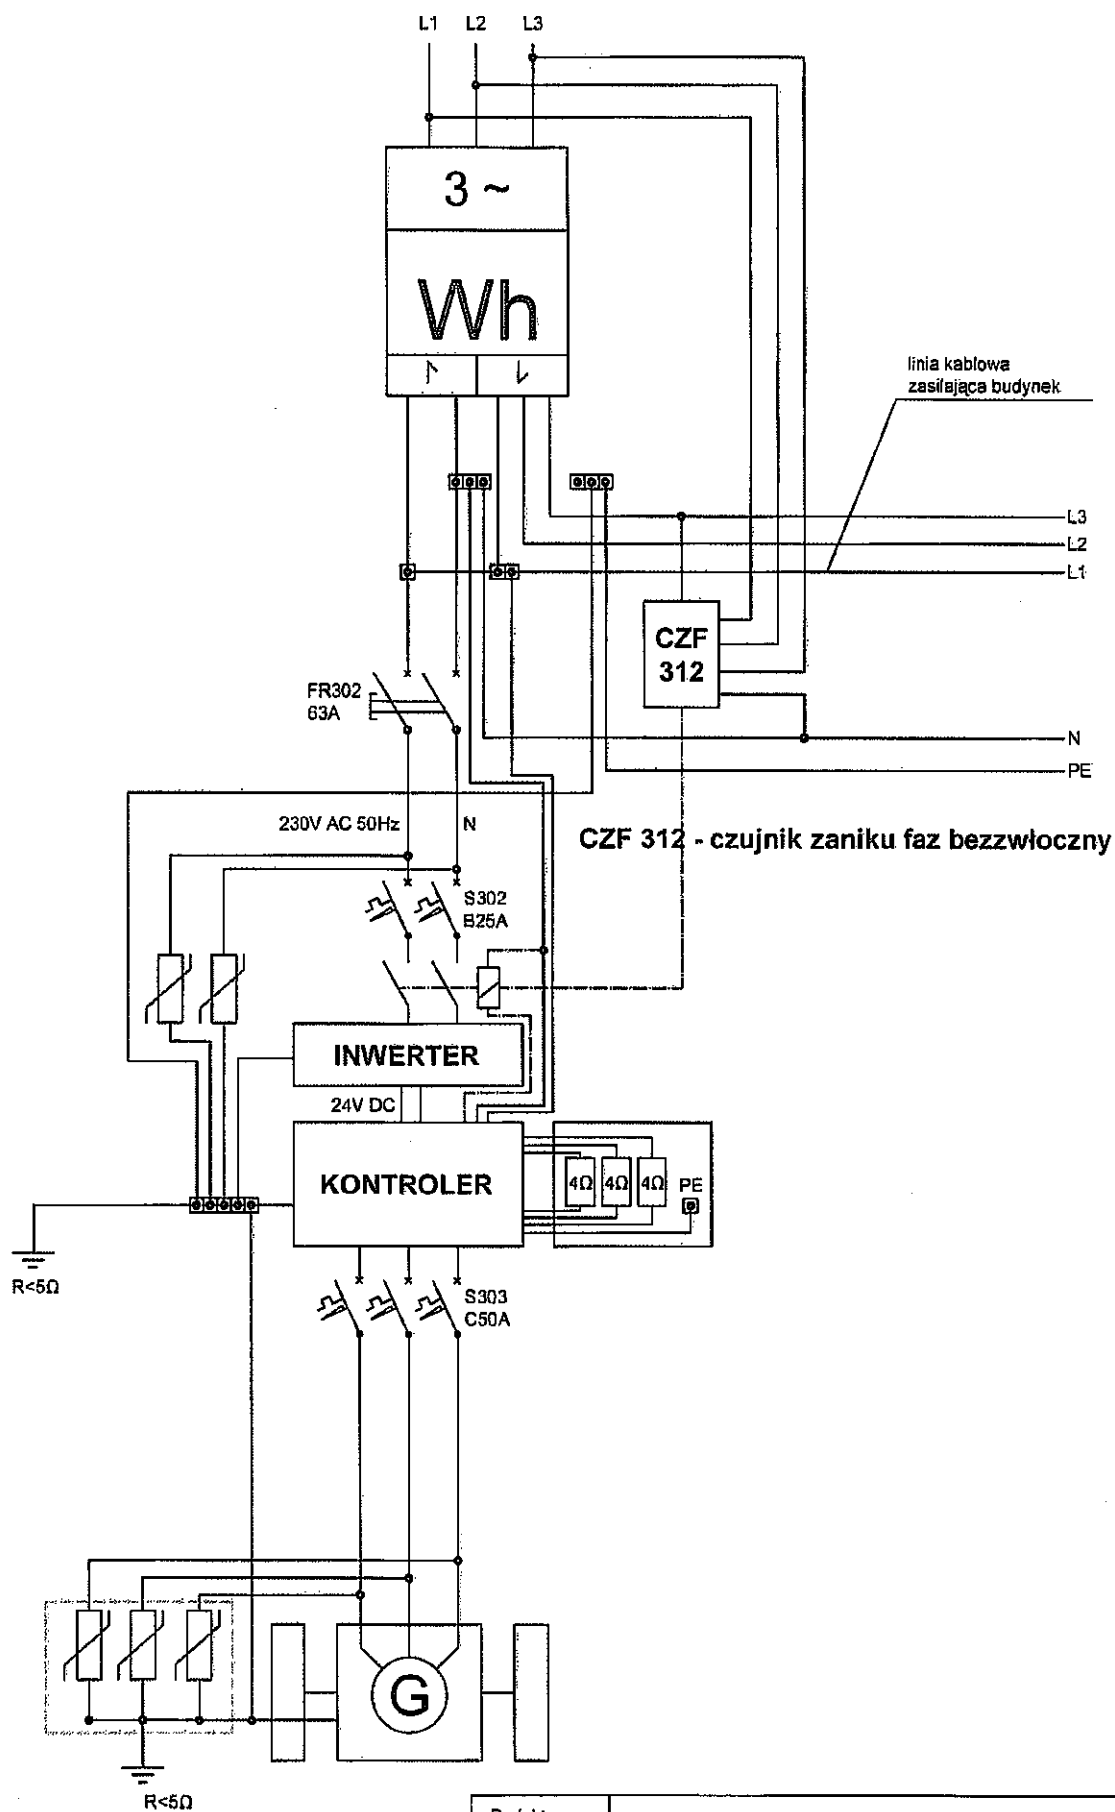 L1 L2 L3
3 ~
Wh
linia kablowa
zasilająca budynek
L3
L2
L1
CZF
312
FR302
63A
N
PE
230V AC 50Hz
N
CZF 312 - czujnik zaniku faz bezzwłoczny
S302
B25A
INWERTER
24V DC
KONTROLER
4Ω 4Ω 4Ω PE
R<5Ω
S303
C50A
G
R<5Ω